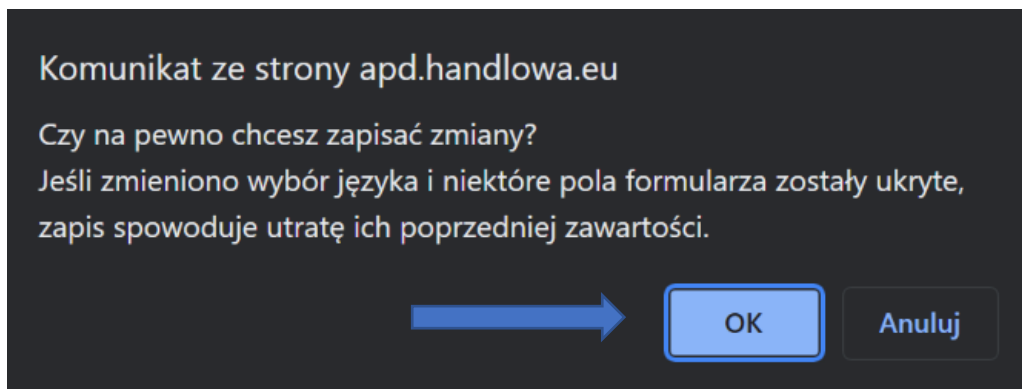 Komunikat ze strony apd.handlowa.eu
Czy na pewno chcesz zapisać zmiany?
Jeśli zmieniono wybór języka i niektóre pola formularza zostały ukryte,
zapis spowoduje utratę ich poprzedniej zawartości.
OK
Anuluj